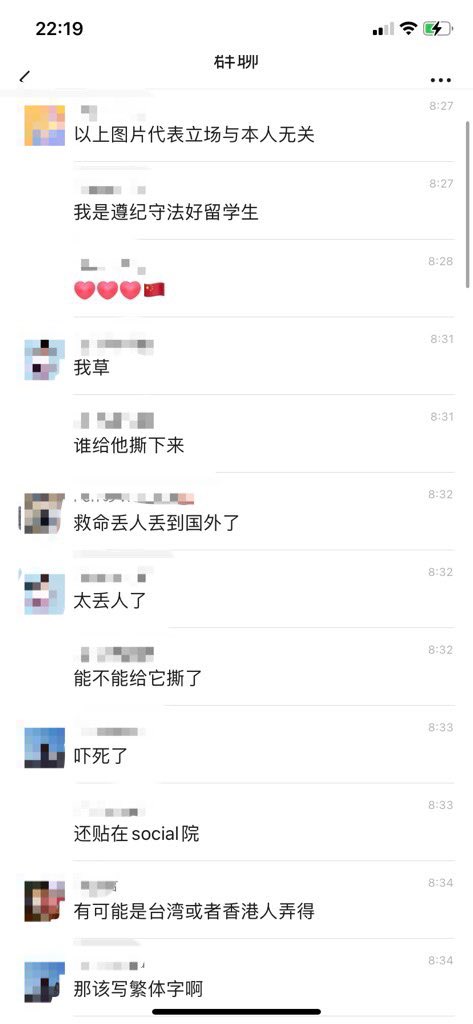 22:19
群聊
8:27
以上图片代表立场与本人无关
8:27
我是遵纪守法好留学生
8:28
8:31
我草
8:31
谁给他撕下来
8:32
救命丢人丢到国外了
8:32
太丢人了
8:32
能不能给它撕了
8:33
吓死了
8:33
还贴在social院
8:34
有可能是台湾或者香港人弄得
8:34
那该写繁体字啊